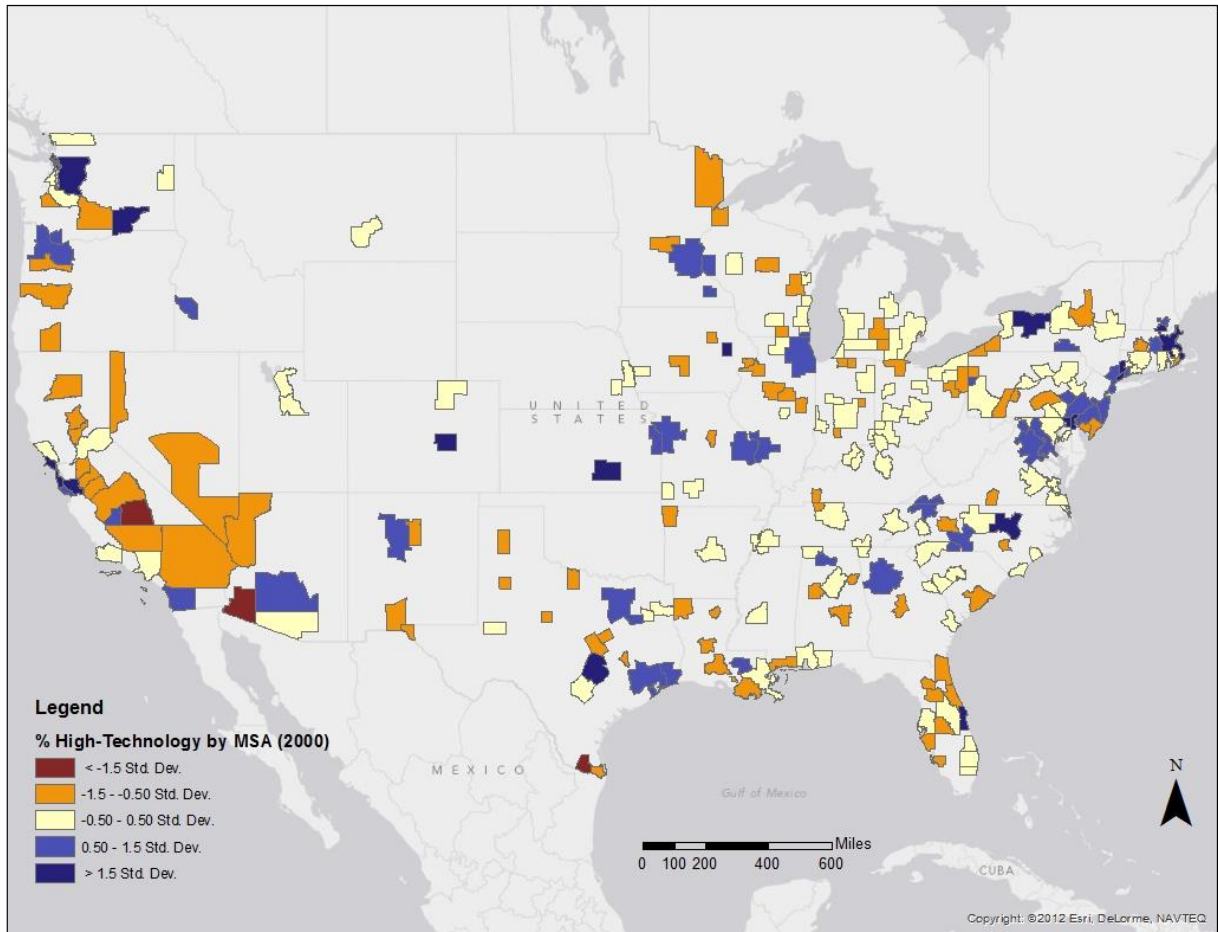 UNITED
STATES
MEXICO
Gulf of Mexico
CUBA
Legend
% High-Technology by MSA (2000)
< -1.5 Std. Dev.
-1.5 - -0.50 Std. Dev.
-0.50 - 0.50 Std. Dev.
0.50 - 1.5 Std. Dev.
> 1.5 Std. Dev.
N
Miles
0 100 200 400 600
Copyright: ©2012 Esri, DeLorme, NAVTEQ